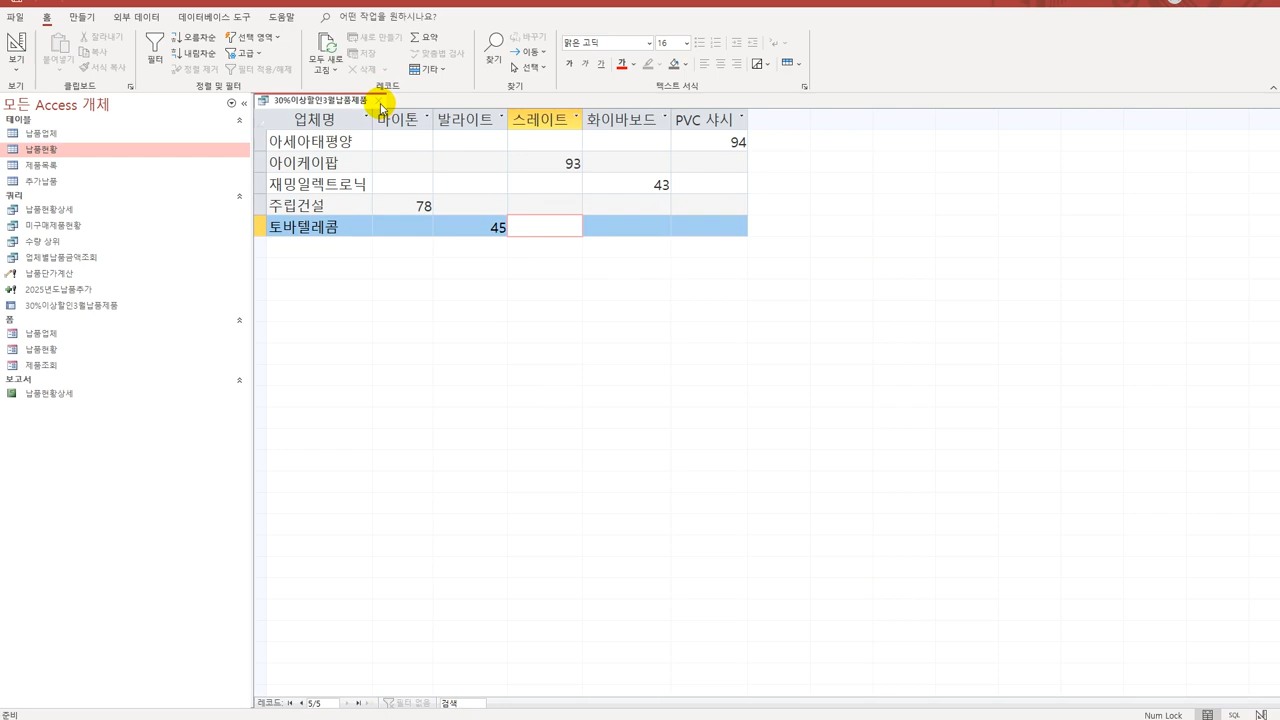 파일 홈 만들기 외부 데이터 데이터베이스 도구 도움말 어떤 작업을 원하시나요?
보기
보기
붙여넣기
잘라내기
복사
서식 복사
클립보드
필터
오름차순
내림차순
정렬 제거
선택 영역
고급
필터 적용/해제
정렬 및 필터
모두 새로
고침
새로 만들기
저장
삭제
요약
맞춤법 검사
기타
레코드
찾기
바꾸기
이동
선택
찾기
맑은 고딕 16
가 가 가 가
텍스트 서식
모든 Access 개체
테이블
납품업체
납품현황
제품목록
추가납품
쿼리
납품현황상세
미구매제품현황
수량 상위
업체별납품금액조회
납품단가계산
2025년도납품추가
30%이상할인3월납품제품
폼
납품업체
납품현황
제품조회
보고서
납품현황상세
30%이상할인3월납품제품
업체명 마이톤 발라이트 스레이트 화이바보드 PVC 샤시
아세아태평양 94
아이케이팝 93
재밍일렉트로닉 43
주립건설 78
토바텔레콤 45
레코드: 5/5 필터 없음 검색
준비 Num Lock SQL